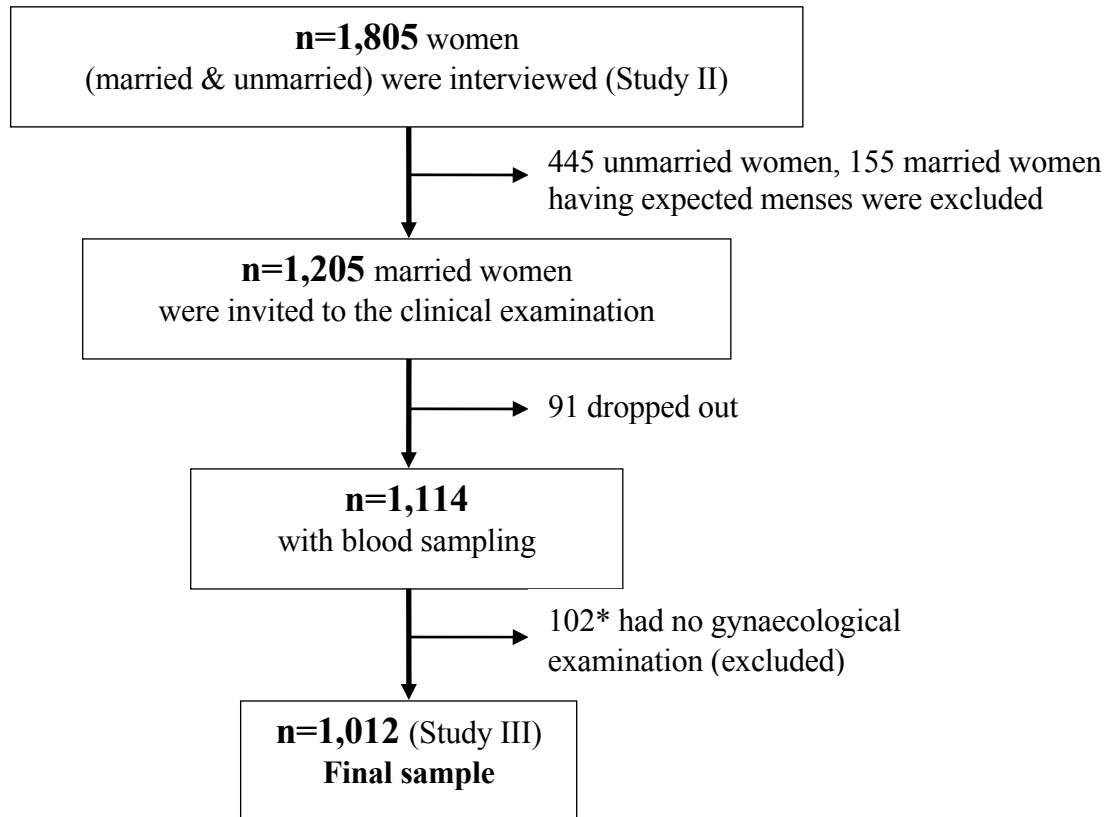 n=1,805 women
(married & unmarried) were interviewed (Study II)
445 unmarried women, 155 married women
having expected menses were excluded
n=1,205 married women
were invited to the clinical examination
91 dropped out
n=1,114
with blood sampling
102* had no gynaecological
examination (excluded)
n=1,012 (Study III)
Final sample